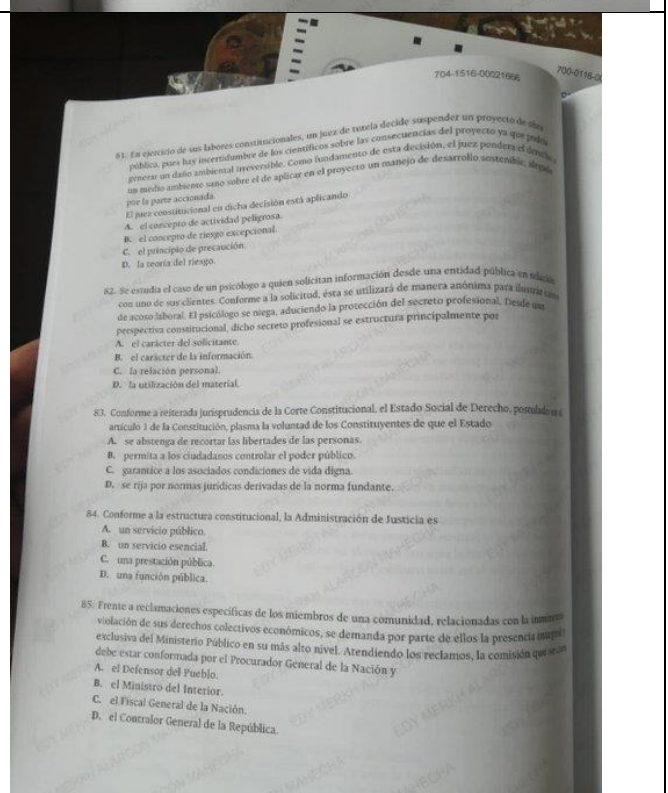 704-1516-00021666
700-0116-00
81. En ejercicio de sus labores constitucionales, un juez de tutela decide suspender un proyecto de obra
pública, pues hay incertidumbre de los científicos sobre las consecuencias del proyecto ya que podría
generar un daño ambiental irreversible. Como fundamento de esta decisión, el juez pondera el derecho a
un medio ambiente sano sobre el de aplicar en el proyecto un manejo de desarrollo sostenible, alegado
por la parte accionada.
El juez constitucional en dicha decisión está aplicando
A. el concepto de actividad peligrosa.
B. el concepto de riesgo excepcional.
C. el principio de precaución.
D. la teoría del riesgo.
82. Se estudia el caso de un psicólogo a quien solicitan información desde una entidad pública en relación
con uno de sus clientes. Conforme a la solicitud, ésta se utilizará de manera anónima para ilustrar
de acoso laboral. El psicólogo se niega, aduciendo la protección del secreto profesional. Desde una
perspectiva constitucional, dicho secreto profesional se estructura principalmente por
A. el carácter del solicitante.
B. el carácter de la información.
C. la relación personal.
D. la utilización del material.
83. Conforme a reiterada jurisprudencia de la Corte Constitucional, el Estado Social de Derecho, postulado en el
artículo 1 de la Constitución, plasma la voluntad de los Constituyentes de que el Estado
A. se abstenga de recortar las libertades de las personas.
B. permita a los ciudadanos controlar el poder público.
C. garantice a los asociados condiciones de vida digna.
D. se rija por normas jurídicas derivadas de la norma fundante.
84. Conforme a la estructura constitucional, la Administración de Justicia es
A. un servicio público.
B. un servicio esencial.
C. una prestación pública.
D. una función pública.
85. Frente a reclamaciones específicas de los miembros de una comunidad, relacionadas con la
violación de sus derechos colectivos económicos, se demanda por parte de ellos la presencia
exclusiva del Ministerio Público en su más alto nivel. Atendiendo los reclamos, la comisión que
debe estar conformada por el Procurador General de la Nación y
A. el Defensor del Pueblo.
B. el Ministro del Interior.
C. el Fiscal General de la Nación.
D. el Contralor General de la República.